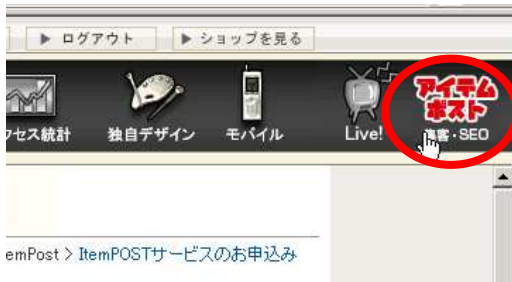 ログアウト ショップを見る
アイテム
ポスト
クセス統計 独自デザイン モバイル Live! 集客・SEO
emPost > ItemPOSTサービスのお申込み